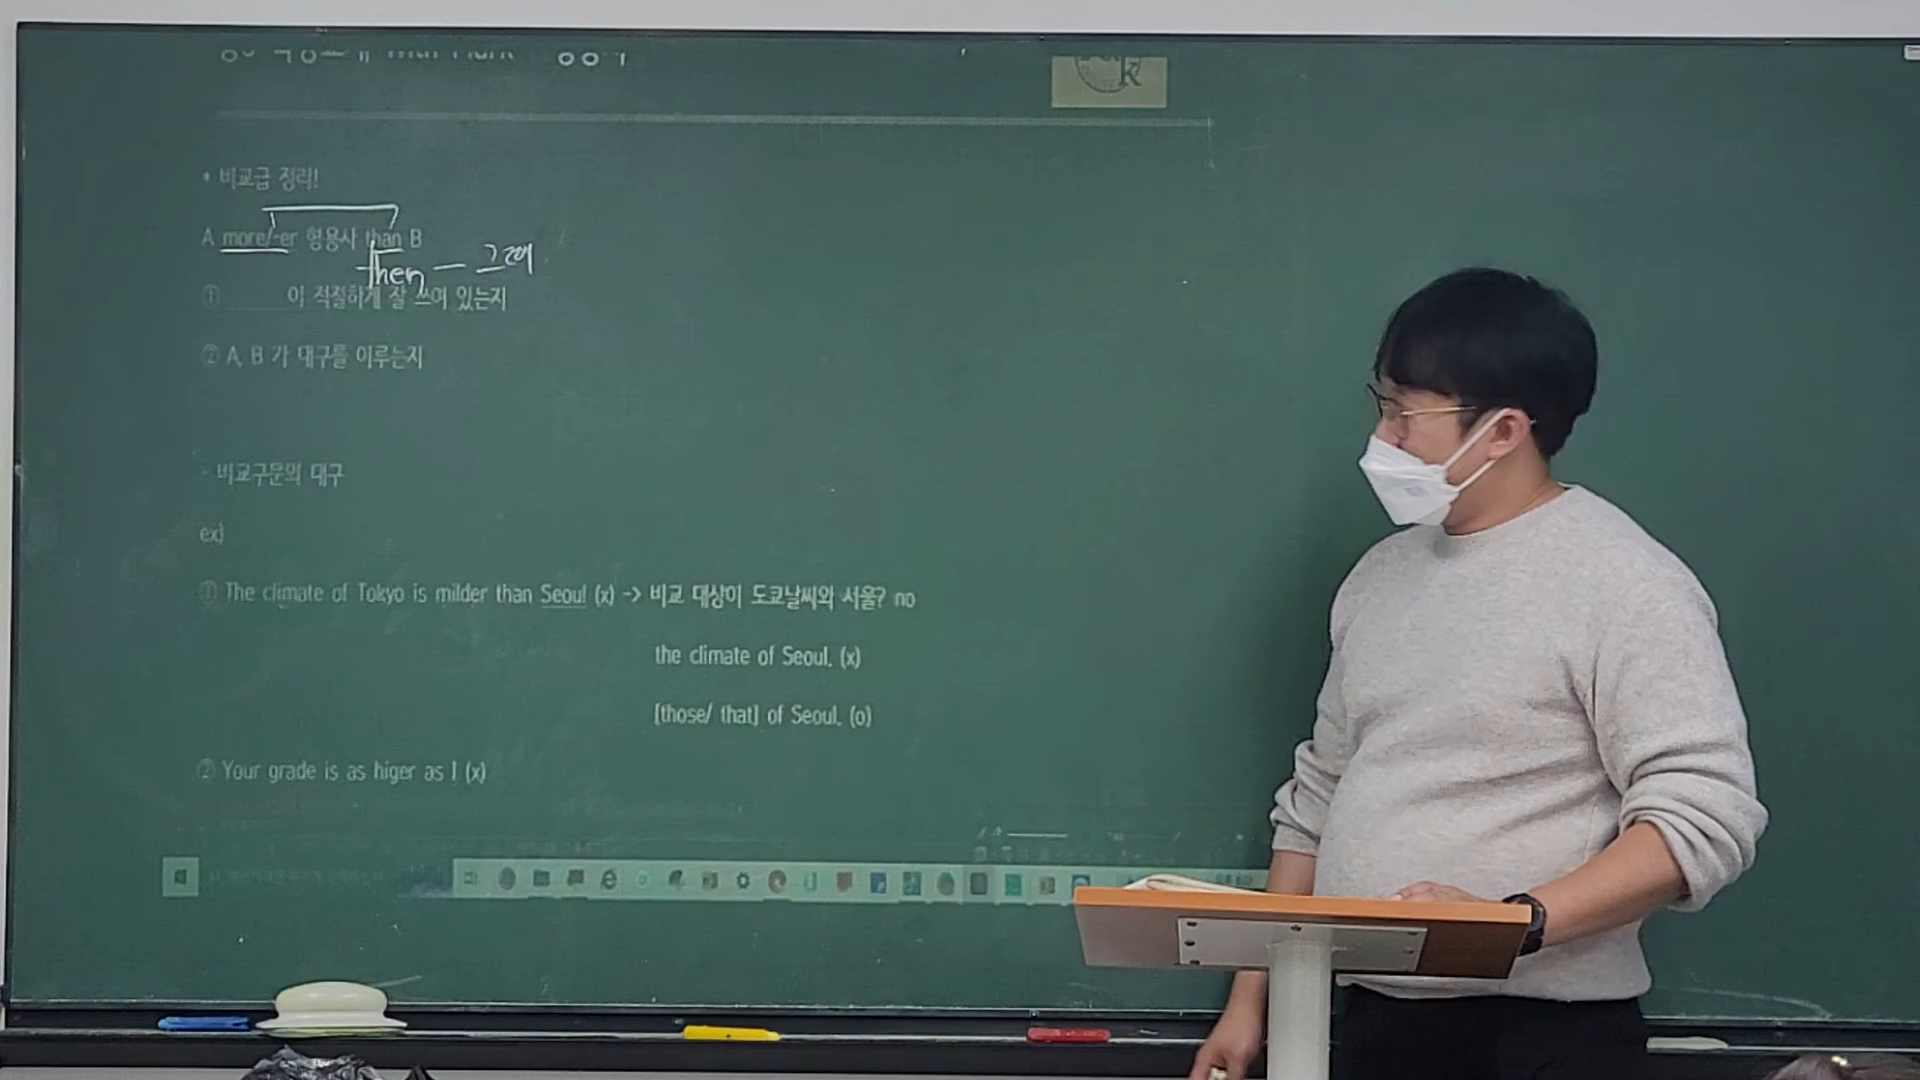 * 비교급 정리!
A more/-er 형용사 than B
then — 그때
① ______ 이 적절하게 잘 쓰여 있는지
② A, B 가 대구를 이루는지
- 비교구문의 대구
ex)
① The climate of Tokyo is milder than Seoul (x) -> 비교 대상이 도쿄날씨와 서울? no
the climate of Seoul. (x)
[those/ that] of Seoul. (o)
② Your grade is as higer as I (x)